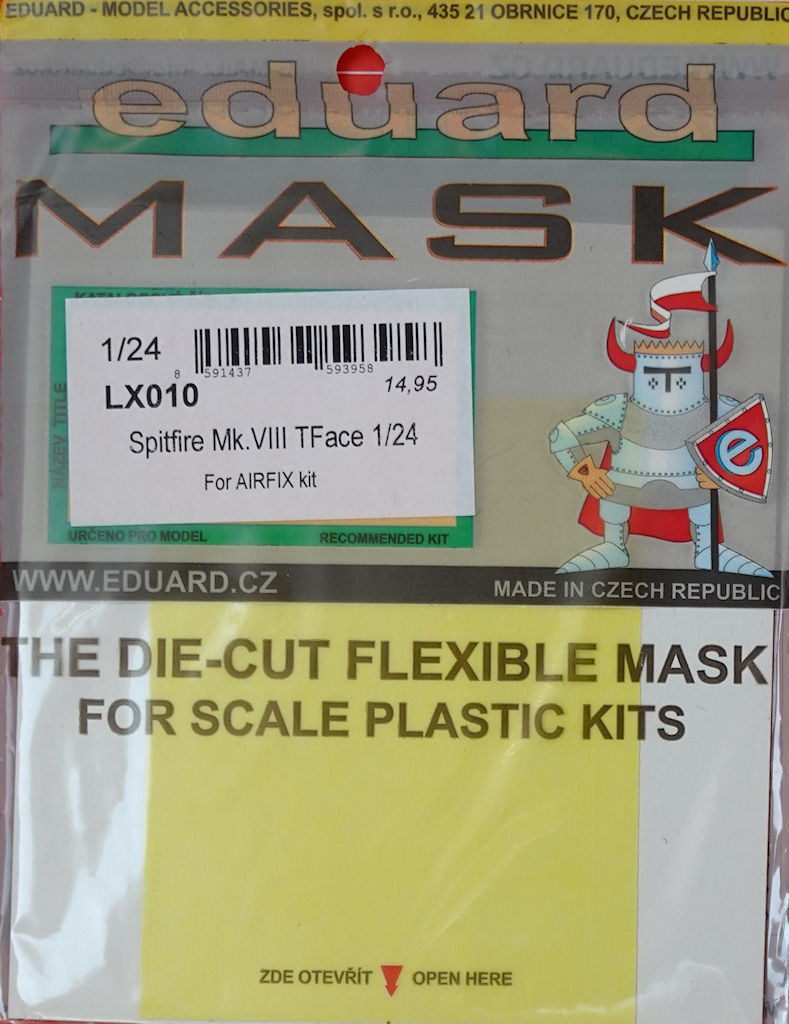 EDUARD - MODEL ACCESSORIES, spol. s r.o., 435 21 OBRNICE 170, CZECH REPUBLIC
eduard
MASK
1/24
8 591437 593958
LX010
14,95
Spitfire Mk.VIII TFace 1/24
For AIRFIX kit
NÁZEV TITLE
URČENO PRO MODEL
RECOMMENDED KIT
e
WWW.EDUARD.CZ
MADE IN CZECH REPUBLIC
THE DIE-CUT FLEXIBLE MASK
FOR SCALE PLASTIC KITS
ZDE OTEVŘÍT OPEN HERE